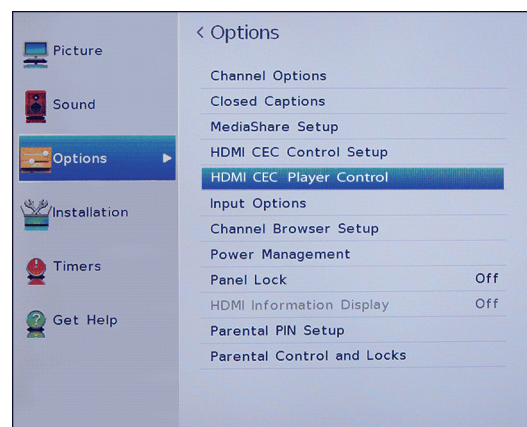 Picture
Sound
Options
Installation
Timers
Get Help
< Options
Channel Options
Closed Captions
MediaShare Setup
HDMI CEC Control Setup
HDMI CEC Player Control
Input Options
Channel Browser Setup
Power Management
Panel Lock Off
HDMI Information Display Off
Parental PIN Setup
Parental Control and Locks